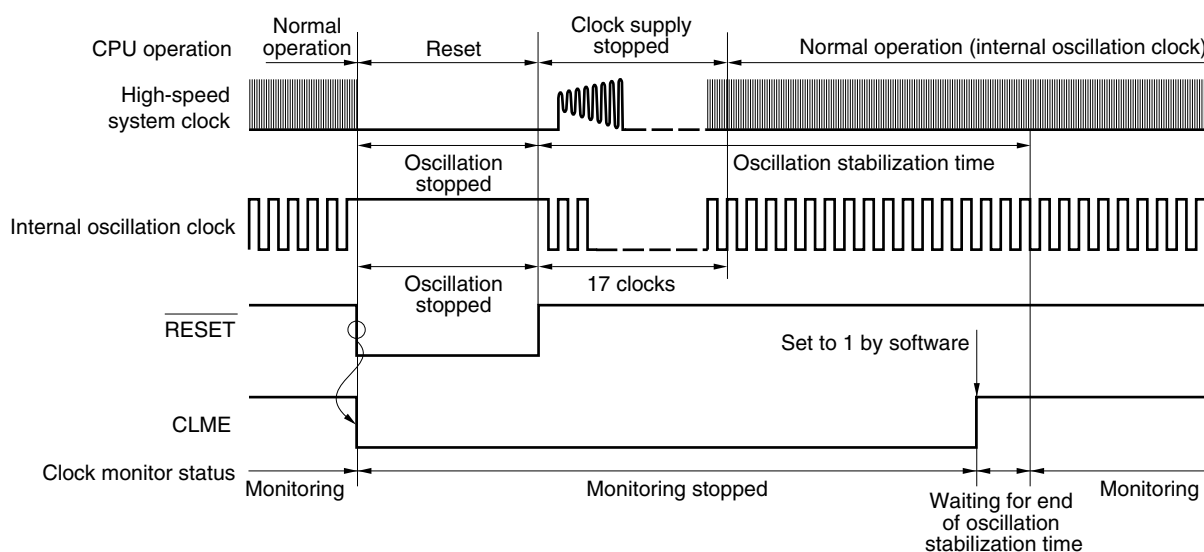 CPU operation
Normal
operation
Reset
Clock supply
stopped
Normal operation (internal oscillation clock)
High-speed
system clock
Oscillation
stopped
Oscillation stabilization time
Internal oscillation clock
Oscillation
stopped
17 clocks
RESET
Set to 1 by software
CLME
Clock monitor status
Monitoring
Monitoring stopped
Waiting for end
of oscillation
stabilization time
Monitoring